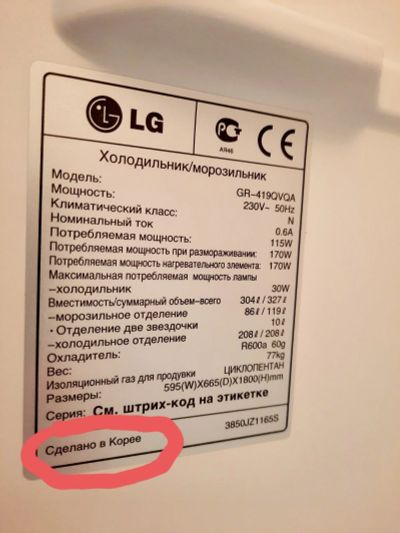 LG
РСТ
АЯ46
CE
Холодильник/морозильник
Модель: GR-419QVQA
Мощность: 230V~ 50Hz
Климатический класс: N
Номинальный ток 0.6A
Потребляемая мощность: 115W
Потребляемая мощность при размораживании: 170W
Потребляемая мощность нагревательного элемента: 170W
Максимальная потребляемая мощность лампы
-холодильник 30W
Вместимость/суммарный объем-всего 304ℓ / 327ℓ
-морозильное отделение 86ℓ / 119ℓ
· Отделение две звездочки 10ℓ
-холодильное отделение 208ℓ / 208ℓ
Охладитель: R600a 60g
Вес: 77kg
Изоляционный газ для продувки ЦИКЛОПЕНТАН
Размеры: 595(W)X665(D)X1800(H)mm
Серия: См. штрих-код на этикетке
3850JZ1165S
Сделано в Корее